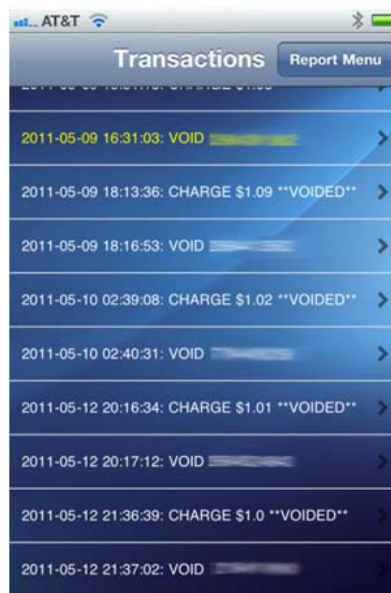 AT&T
Transactions
Report Menu
2011-05-09 16:31:03: VOID
2011-05-09 18:13:36: CHARGE $1.09 **VOIDED**
2011-05-09 18:16:53: VOID
2011-05-10 02:39:08: CHARGE $1.02 **VOIDED**
2011-05-10 02:40:31: VOID
2011-05-12 20:16:34: CHARGE $1.01 **VOIDED**
2011-05-12 20:17:12: VOID
2011-05-12 21:36:39: CHARGE $1.0 **VOIDED**
2011-05-12 21:37:02: VOID